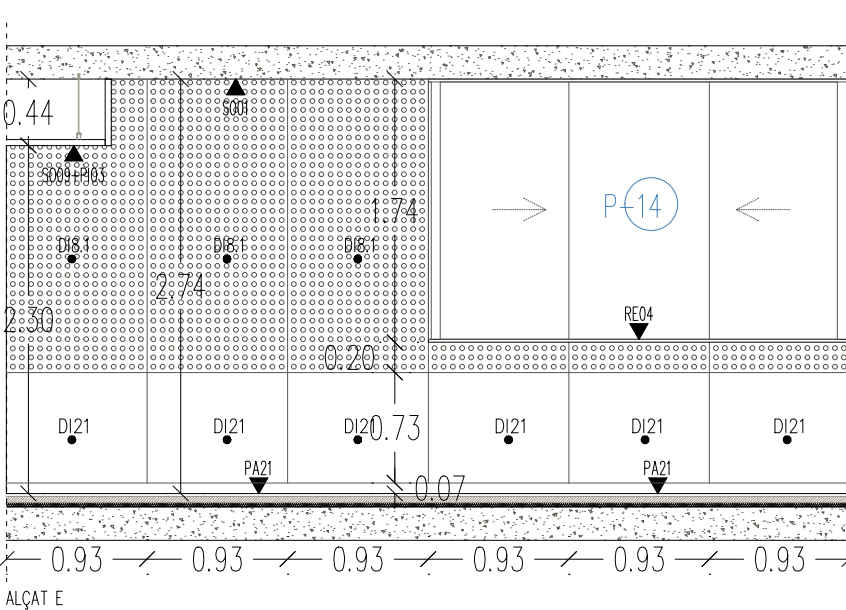 0.44
S001
S009+PI03
1.74
P-14
DI8.1 DI8.1 DI8.1
2.74
2.30
RE04
0.20
DI21 DI21 DI21 0.73 DI21 DI21 DI21
PA21 PA21
0.07
0.93 0.93 0.93 0.93 0.93 0.93
ALÇAT E